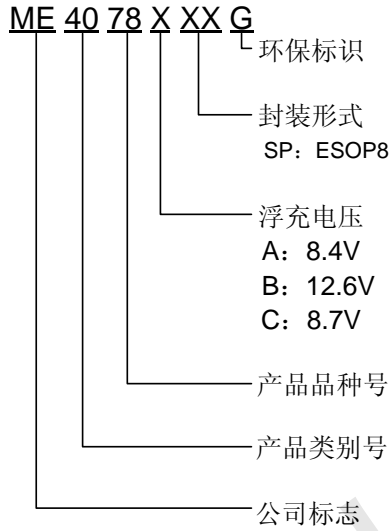 ME 40 78 X XX G
环保标识
封装形式
SP：ESOP8
浮充电压
A：8.4V
B：12.6V
C：8.7V
产品品种号
产品类别号
公司标志